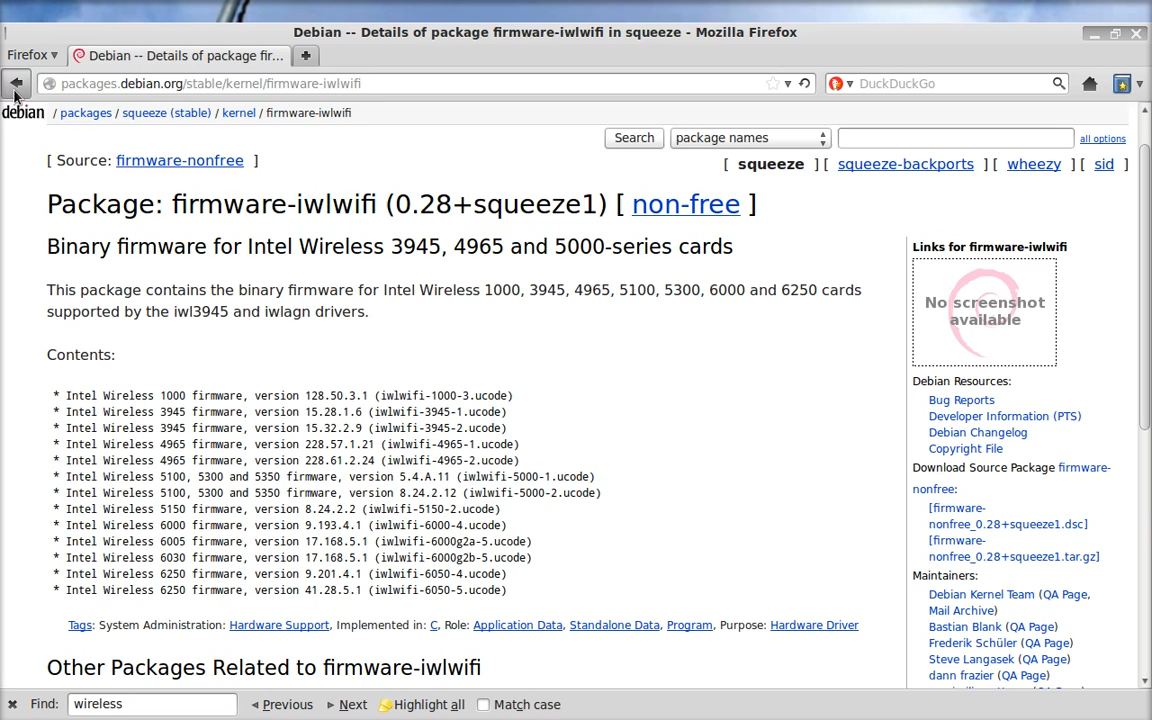 Debian -- Details of package firmware-iwlwifi in squeeze - Mozilla Firefox
Firefox
Debian -- Details of package fir...
packages.debian.org/stable/kernel/firmware-iwlwifi
DuckDuckGo
debian / packages / squeeze (stable) / kernel / firmware-iwlwifi
Search package names all options
[ Source: firmware-nonfree ]
[ squeeze ] [ squeeze-backports ] [ wheezy ] [ sid ]
Package: firmware-iwlwifi (0.28+squeeze1) [ non-free ]
Binary firmware for Intel Wireless 3945, 4965 and 5000-series cards
This package contains the binary firmware for Intel Wireless 1000, 3945, 4965, 5100, 5300, 6000 and 6250 cards
supported by the iwl3945 and iwlagn drivers.
Contents:
* Intel Wireless 1000 firmware, version 128.50.3.1 (iwlwifi-1000-3.ucode)
* Intel Wireless 3945 firmware, version 15.28.1.6 (iwlwifi-3945-1.ucode)
* Intel Wireless 3945 firmware, version 15.32.2.9 (iwlwifi-3945-2.ucode)
* Intel Wireless 4965 firmware, version 228.57.1.21 (iwlwifi-4965-1.ucode)
* Intel Wireless 4965 firmware, version 228.61.2.24 (iwlwifi-4965-2.ucode)
* Intel Wireless 5100, 5300 and 5350 firmware, version 5.4.A.11 (iwlwifi-5000-1.ucode)
* Intel Wireless 5100, 5300 and 5350 firmware, version 8.24.2.12 (iwlwifi-5000-2.ucode)
* Intel Wireless 5150 firmware, version 8.24.2.2 (iwlwifi-5150-2.ucode)
* Intel Wireless 6000 firmware, version 9.193.4.1 (iwlwifi-6000-4.ucode)
* Intel Wireless 6005 firmware, version 17.168.5.1 (iwlwifi-6000g2a-5.ucode)
* Intel Wireless 6030 firmware, version 17.168.5.1 (iwlwifi-6000g2b-5.ucode)
* Intel Wireless 6250 firmware, version 9.201.4.1 (iwlwifi-6050-4.ucode)
* Intel Wireless 6250 firmware, version 41.28.5.1 (iwlwifi-6050-5.ucode)
Tags: System Administration: Hardware Support, Implemented in: C, Role: Application Data, Standalone Data, Program, Purpose: Hardware Driver
Other Packages Related to firmware-iwlwifi
Links for firmware-iwlwifi
No screenshot
available
Debian Resources:
Bug Reports
Developer Information (PTS)
Debian Changelog
Copyright File
Download Source Package firmware-
nonfree:
[firmware-
nonfree_0.28+squeeze1.dsc]
[firmware-
nonfree_0.28+squeeze1.tar.gz]
Maintainers:
Debian Kernel Team (QA Page,
Mail Archive)
Bastian Blank (QA Page)
Frederik Schüler (QA Page)
Steve Langasek (QA Page)
dann frazier (QA Page)
Find: wireless Previous Next Highlight all Match case